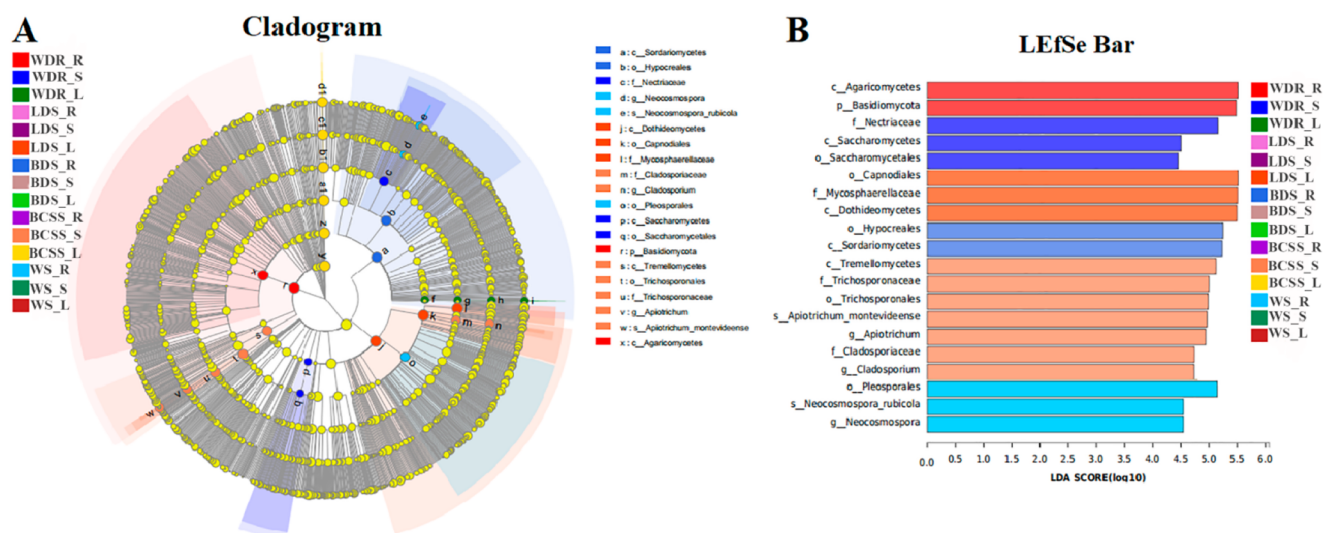 A
Cladogram
WDR_R
WDR_S
WDR_L
LDS_R
LDS_S
LDS_L
BDS_R
BDS_S
BDS_L
BCSS_R
BCSS_S
BCSS_L
WS_R
WS_S
WS_L
d1
c1
b1
a1
z
y
x
r
s
t
u
v
w
p
q
a
b
c
p
e
f
g
h
i
l
k
m
n
l
o
a : c__Sordariomycetes
b : o__Hypocreales
c : f__Nectriaceae
d : g__Neocosmospora
e : s__Neocosmospora_rubicola
j : c__Dothideomycetes
k : o__Capnodiales
l : f__Mycosphaerellaceae
m : f__Cladosporiaceae
n : g__Cladosporium
o : o__Pleosporales
p : c__Saccharomycetes
q : o__Saccharomycetales
r : p__Basidiomycota
s : c__Tremellomycetes
t : o__Trichosporonales
u : f__Trichosporonaceae
v : g__Apiotrichum
w : s__Apiotrichum_montevideense
x : c__Agaricomycetes
B
LEfSe Bar
c__Agaricomycetes
p__Basidiomycota
f__Nectriaceae
c__Saccharomycetes
o__Saccharomycetales
o__Capnodiales
f__Mycosphaerellaceae
c__Dothideomycetes
o__Hypocreales
c__Sordariomycetes
c__Tremellomycetes
f__Trichosporonaceae
o__Trichosporonales
s__Apiotrichum_montevideense
g__Apiotrichum
f__Cladosporiaceae
g__Cladosporium
o__Pleosporales
s__Neocosmospora_rubicola
g__Neocosmospora
0.0 0.5 1.0 1.5 2.0 2.5 3.0 3.5 4.0 4.5 5.0 5.5 6.0
LDA SCORE(log10)
WDR_R
WDR_S
WDR_L
LDS_R
LDS_S
LDS_L
BDS_R
BDS_S
BDS_L
BCSS_R
BCSS_S
BCSS_L
WS_R
WS_S
WS_L